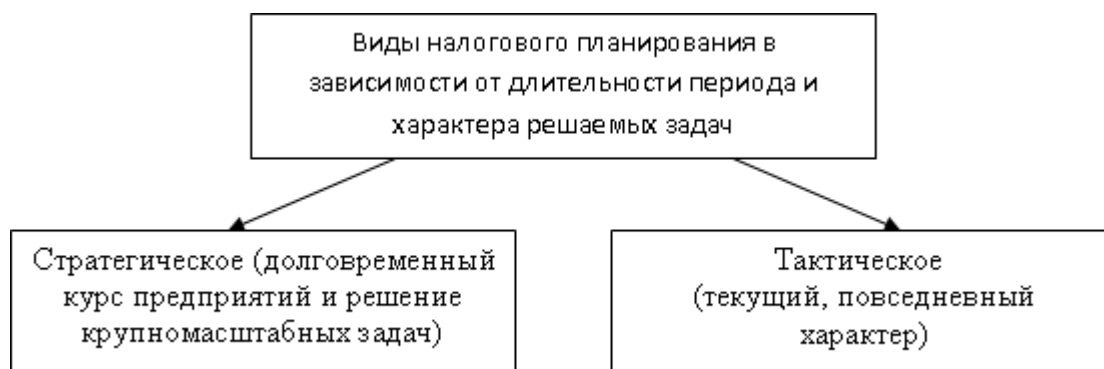 Виды налогового планирования в
зависимости от длительности периода и
характера решаемых задач
Стратегическое (долговременный
курс предприятий и решение
крупномасштабных задач)
Тактическое
(текущий, повседневный
характер)